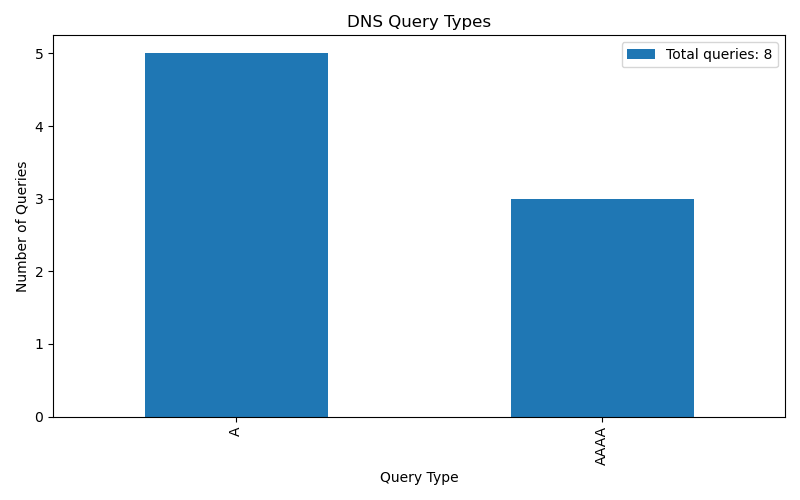 DNS Query Types
Total queries: 8
Number of Queries
5
4
3
2
1
0
A
AAAA
Query Type